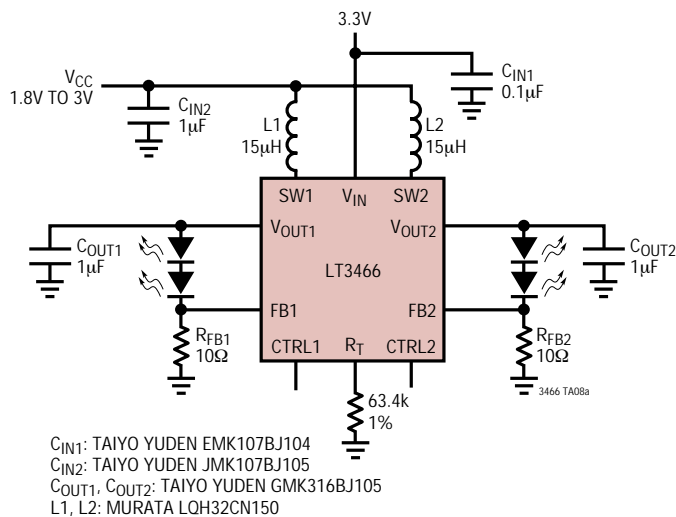 3.3V
VCC
1.8V TO 3V
CIN2
1µF
CIN1
0.1µF
L1
15µH
L2
15µH
SW1
VIN
SW2
VOUT1
VOUT2
COUT1
1µF
LT3466
COUT2
1µF
FB1
FB2
RFB1
10Ω
CTRL1
RT
CTRL2
RFB2
10Ω
63.4k
1%
3466 TA08a
CIN1: TAIYO YUDEN EMK107BJ104
CIN2: TAIYO YUDEN JMK107BJ105
COUT1, COUT2: TAIYO YUDEN GMK316BJ105
L1, L2: MURATA LQH32CN150